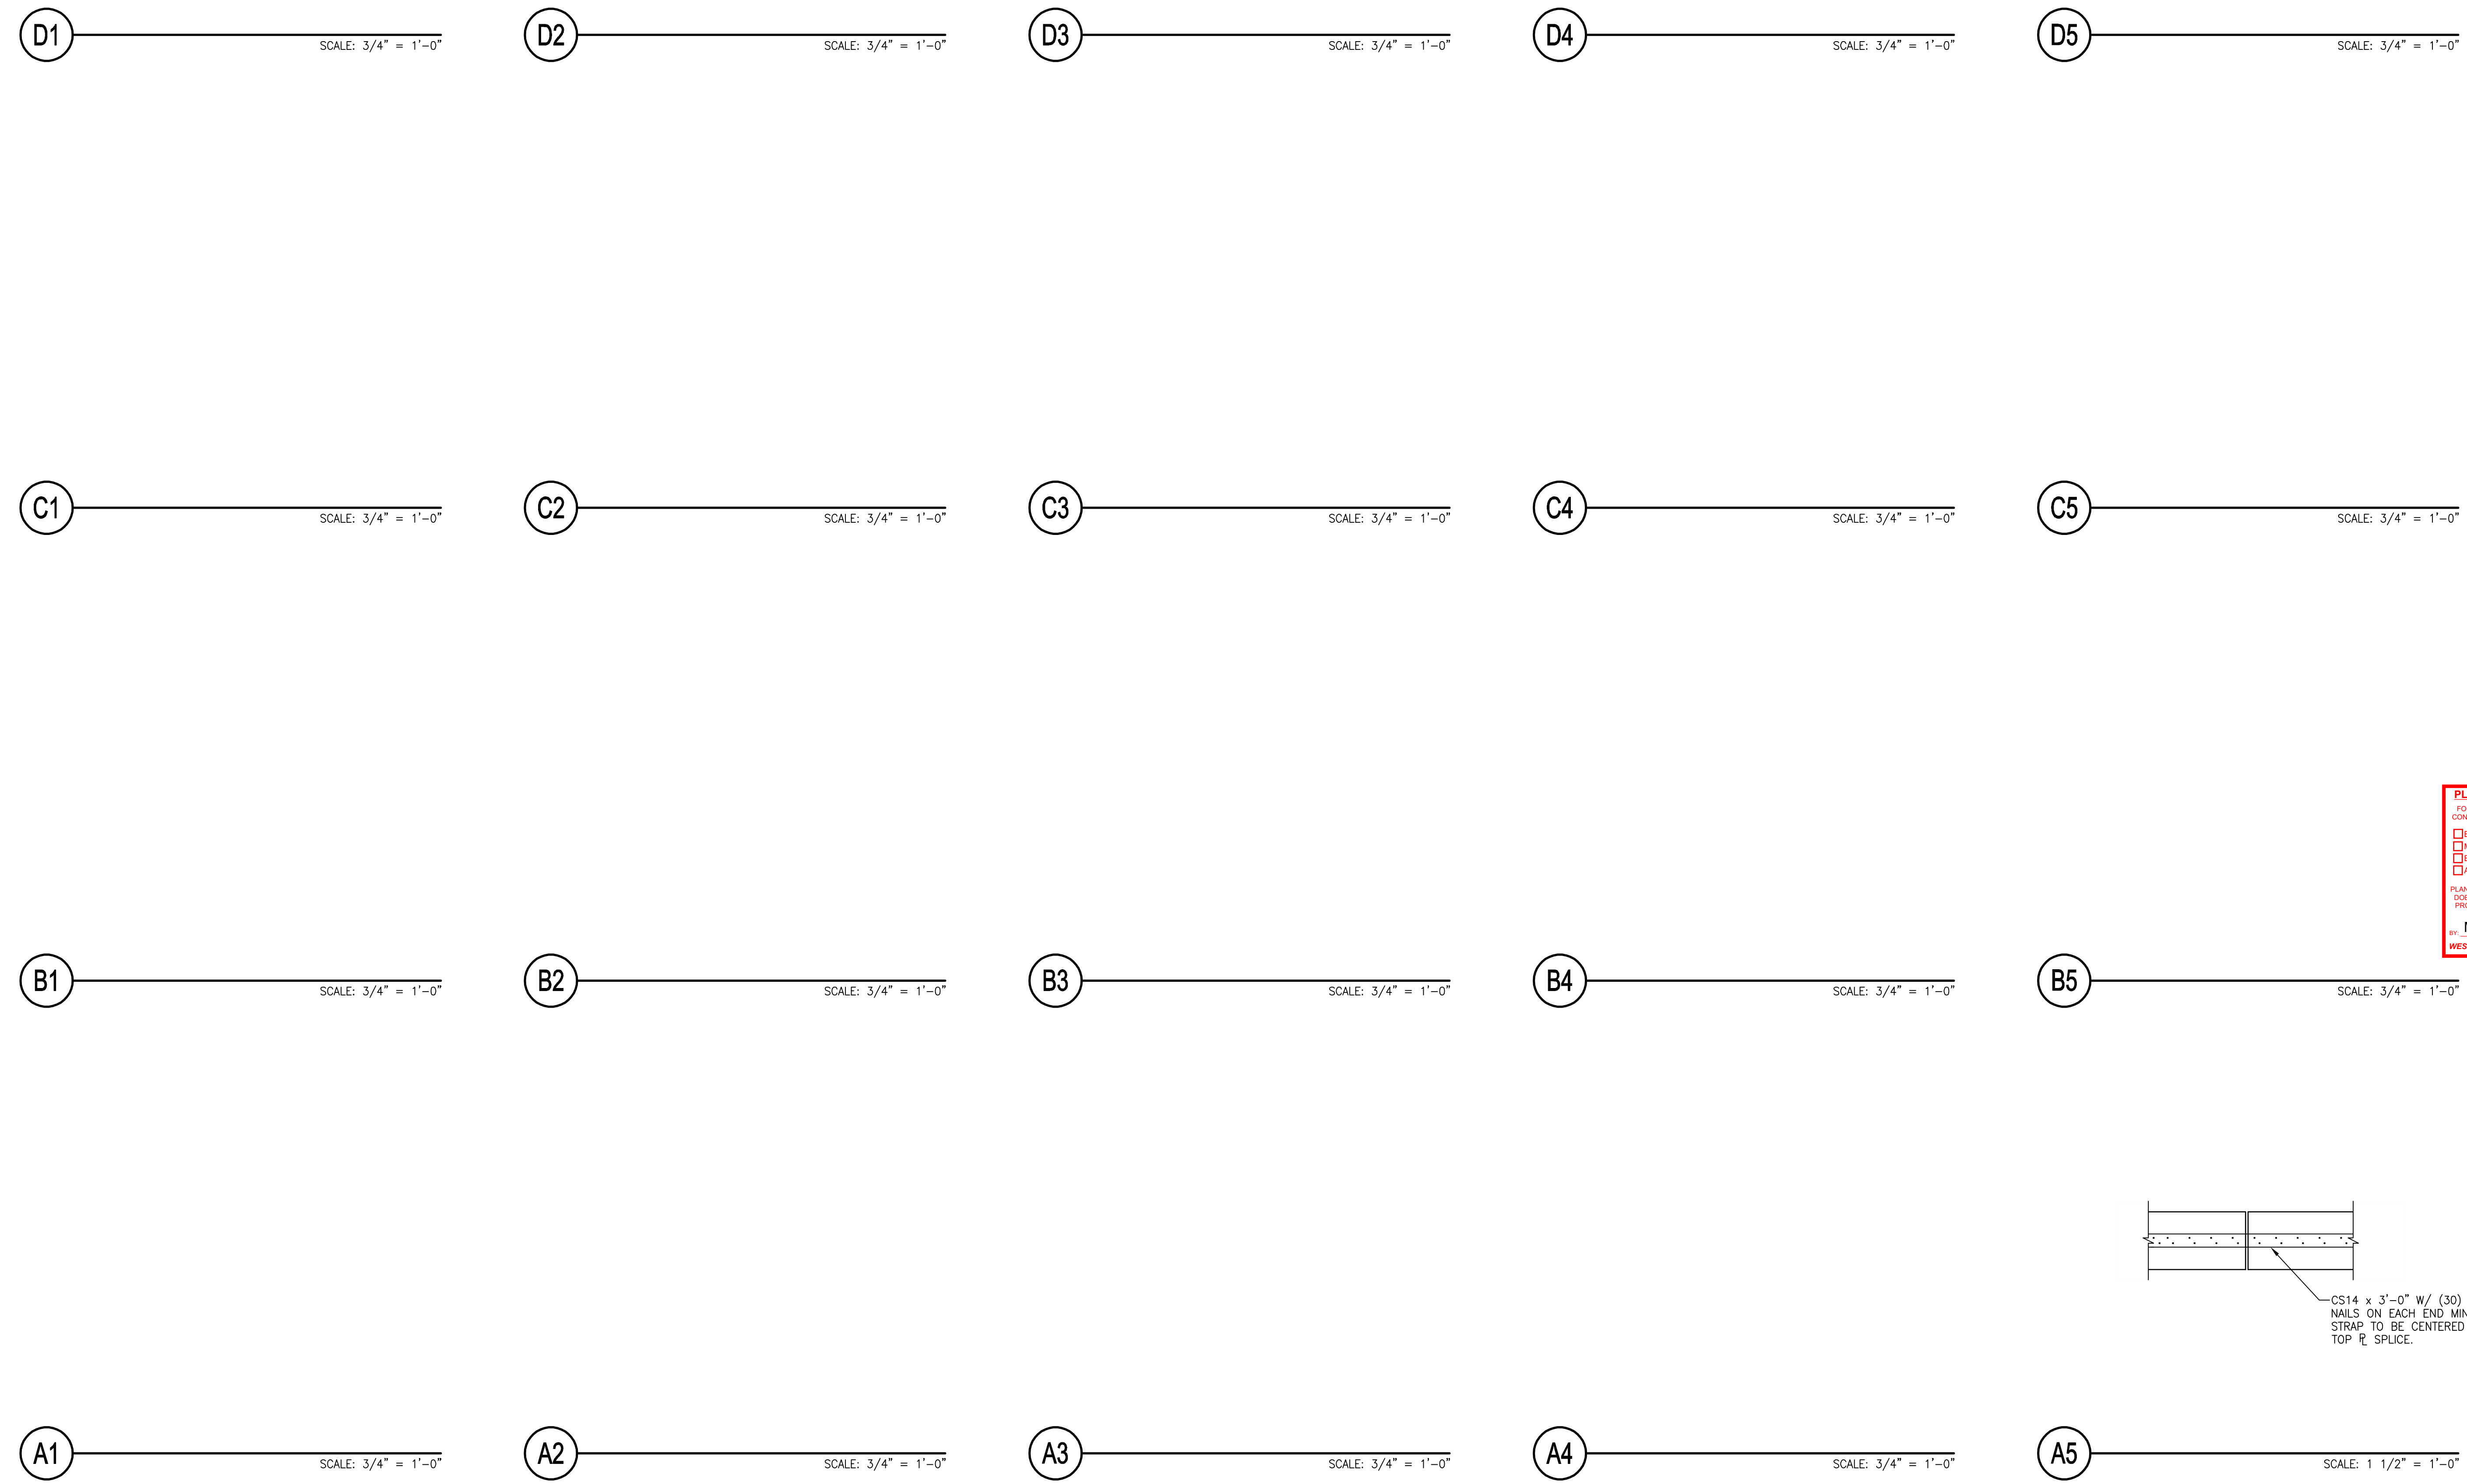 D1
SCALE: 3/4" = 1'-0"
D2
SCALE: 3/4" = 1'-0"
D3
SCALE: 3/4" = 1'-0"
D4
SCALE: 3/4" = 1'-0"
D5
SCALE: 3/4" = 1'-0"
C1
SCALE: 3/4" = 1'-0"
C2
SCALE: 3/4" = 1'-0"
C3
SCALE: 3/4" = 1'-0"
C4
SCALE: 3/4" = 1'-0"
C5
SCALE: 3/4" = 1'-0"
BY:
B1
SCALE: 3/4" = 1'-0"
B2
SCALE: 3/4" = 1'-0"
B3
SCALE: 3/4" = 1'-0"
B4
SCALE: 3/4" = 1'-0"
B5
SCALE: 3/4" = 1'-0"
CS14 x 3'-0" W/ (30)
NAILS ON EACH END MIN
STRAP TO BE CENTERED
TOP ⅊ SPLICE.
A1
SCALE: 3/4" = 1'-0"
A2
SCALE: 3/4" = 1'-0"
A3
SCALE: 3/4" = 1'-0"
A4
SCALE: 3/4" = 1'-0"
A5
SCALE: 1 1/2" = 1'-0"